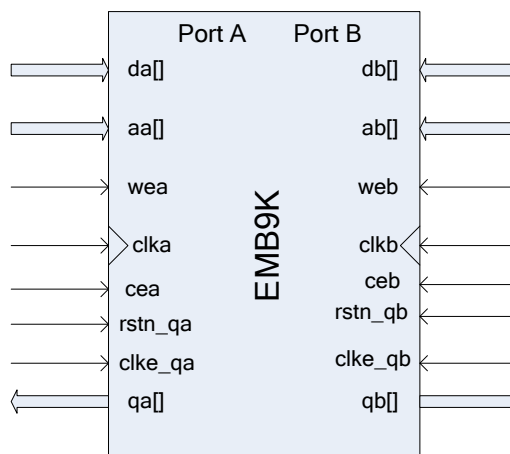 Port A Port B
da[] db[]
aa[] ab[]
wea web
EMB9K
clka clkb
cea ceb
rstn_qa rstn_qb
clke_qa clke_qb
qa[] qb[]